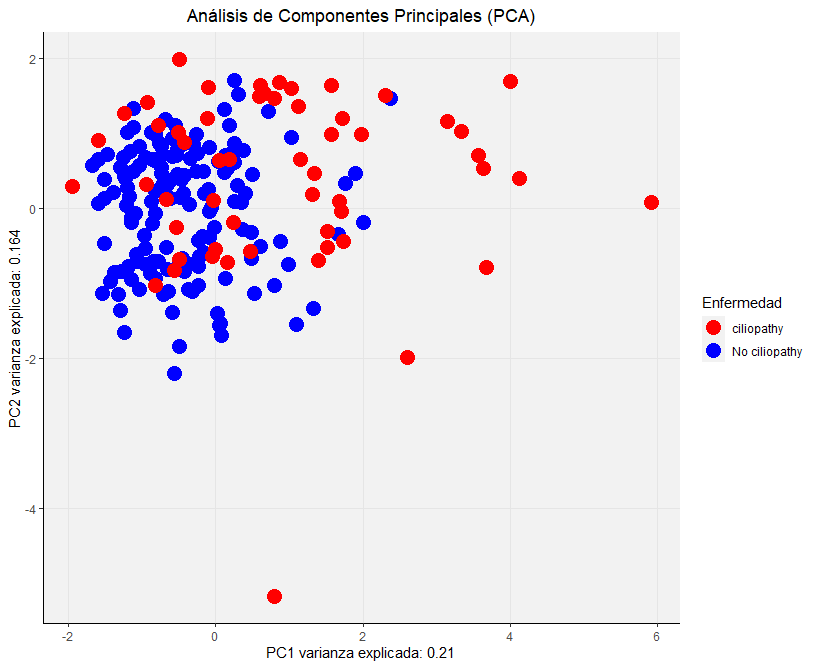 Análisis de Componentes Principales (PCA)
2
0
-2
-4
PC2 varianza explicada: 0.164
-2
0
2
4
6
PC1 varianza explicada: 0.21
Enfermedad
ciliopathy
No ciliopathy